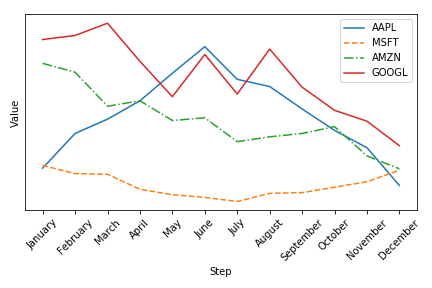 AAPL
MSFT
AMZN
GOOGL
Value
January
February
March
April
May
June
July
August
September
October
November
December
Step